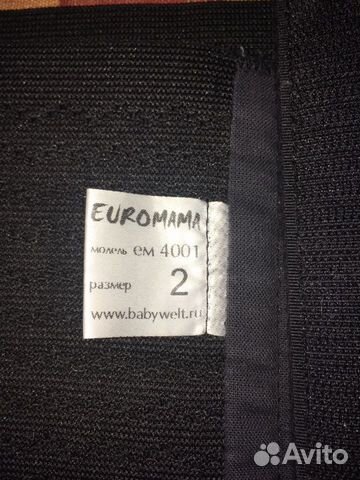 EUROMAMA
модель ем 4001
размер 2
www.babywelt.ru
Avito